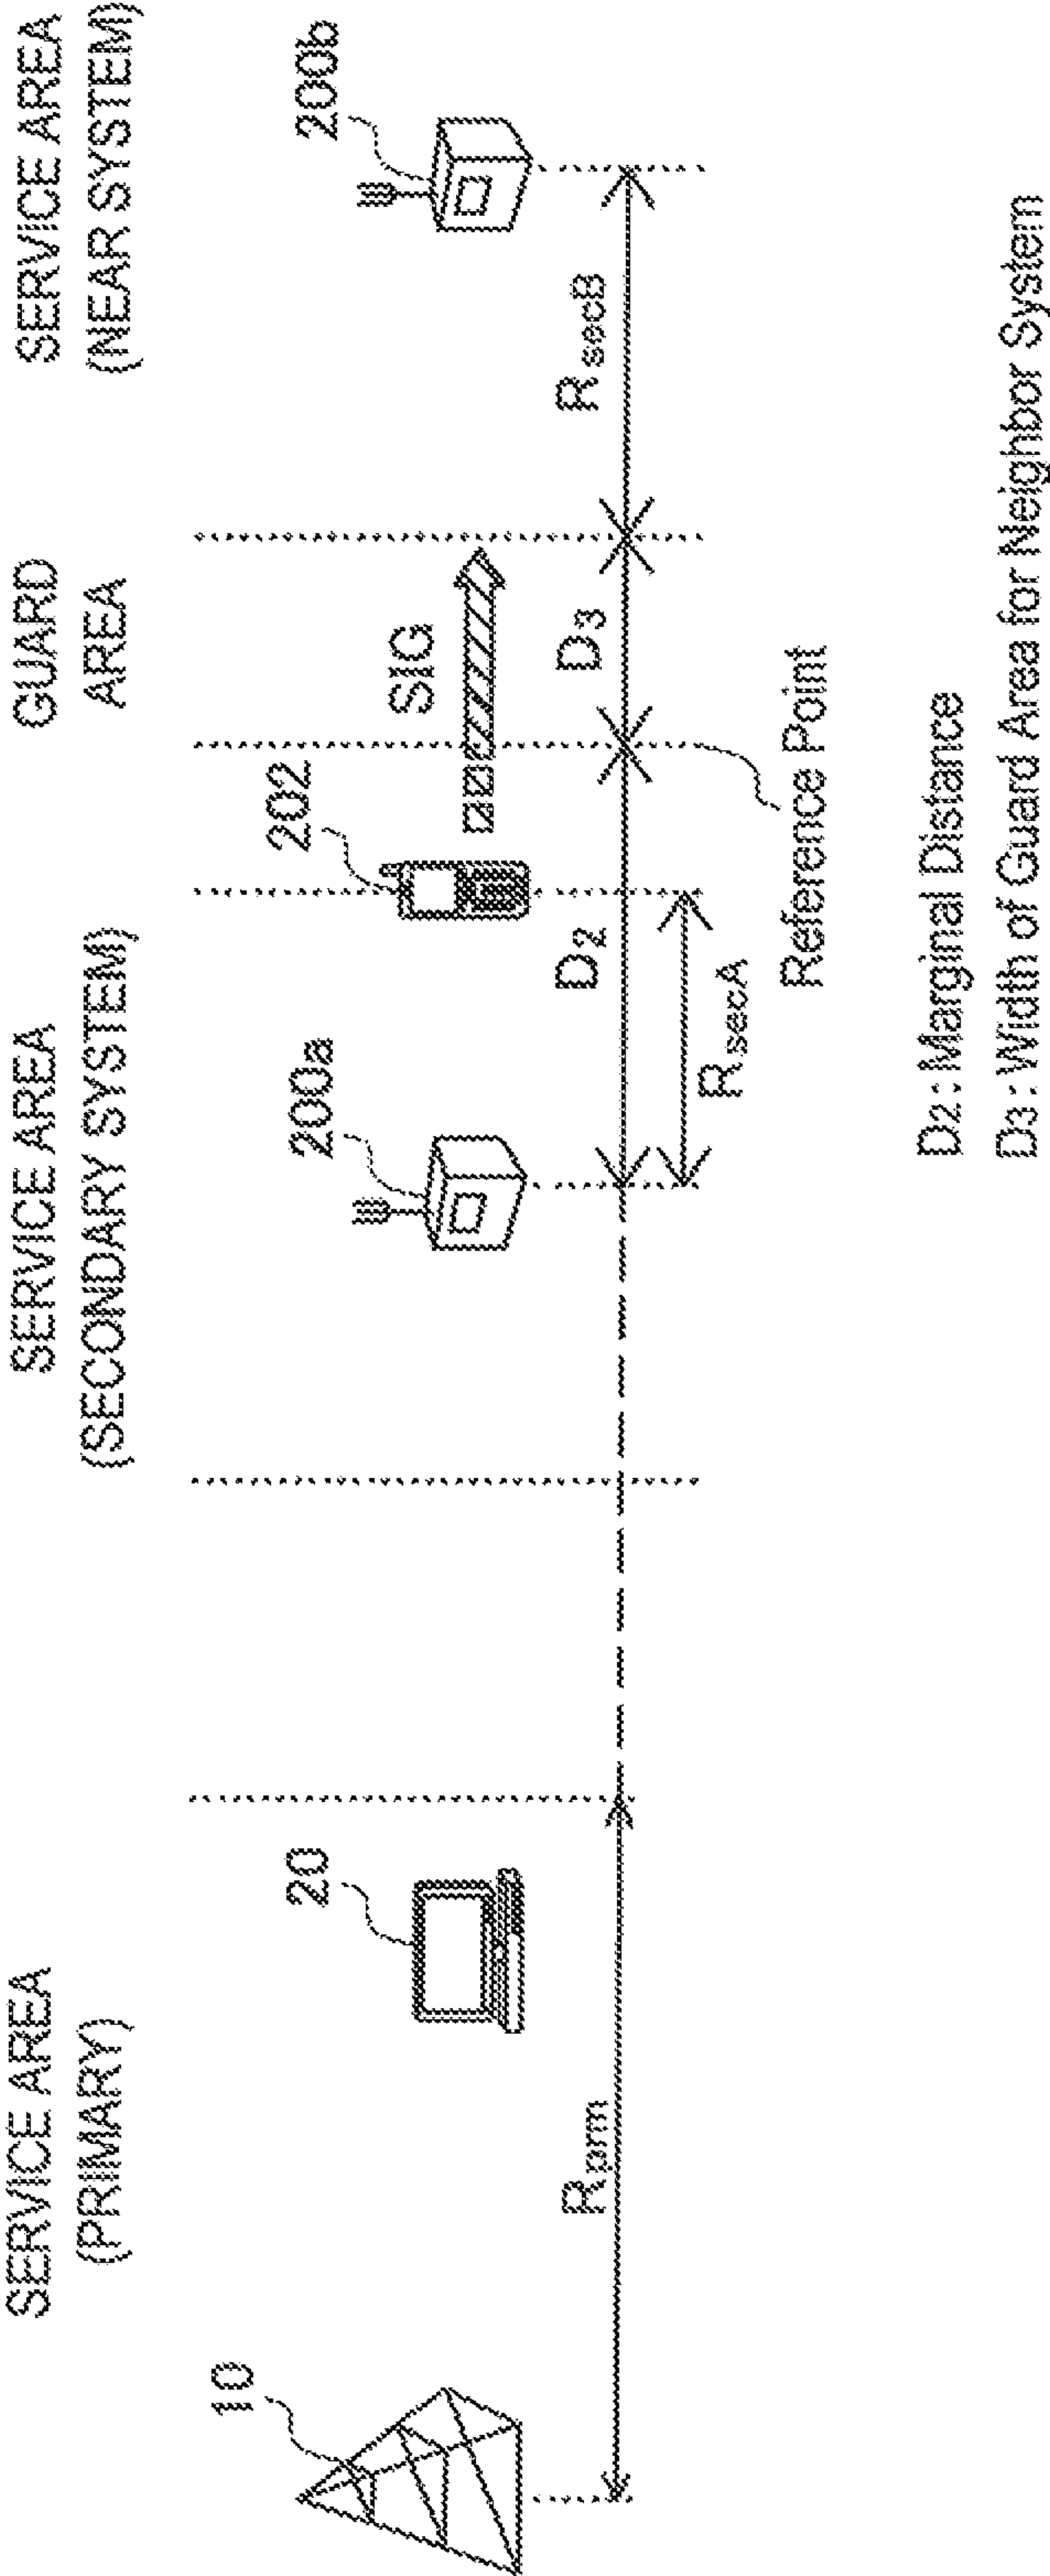 SERVICE AREA
(PRIMARY)
SERVICE AREA
(SECONDARY SYSTEM)
GUARD
AREA
SERVICE AREA
(NEAR SYSTEM)
10
20
200a
202
SIG
200b
Rprm
D2
D3
RsecB
RsecA
Reference Point
D2: Marginal Distance
D3: Width of Guard Area for Neighbor System